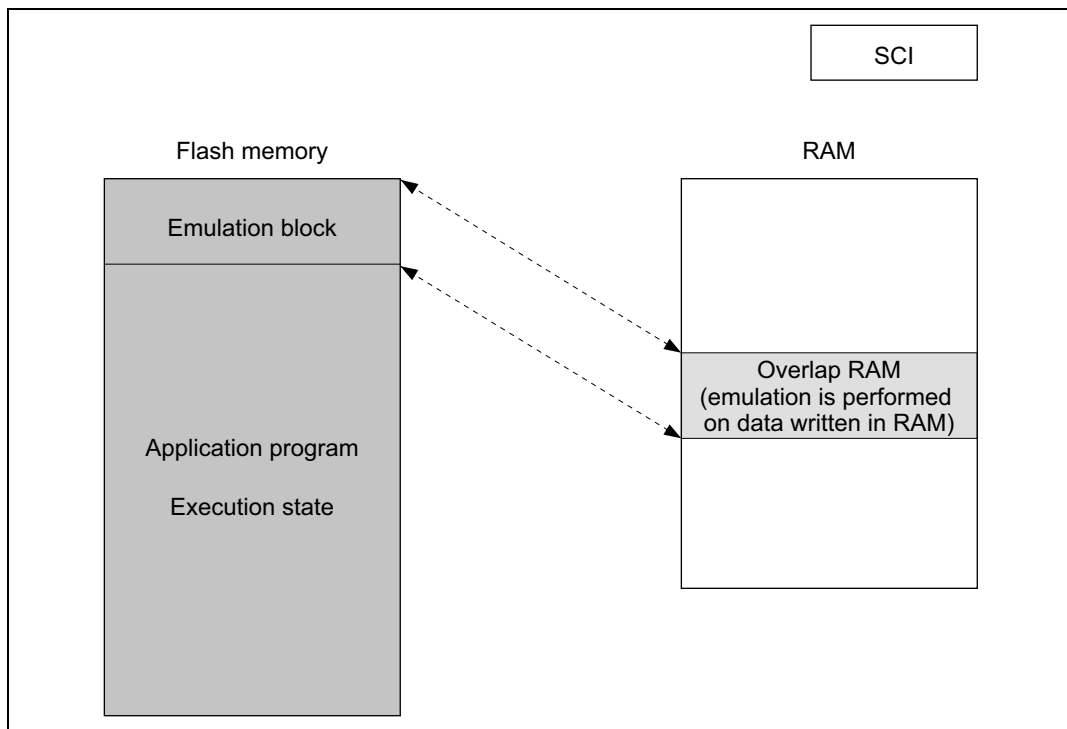 SCI
Flash memory
RAM
Emulation block
Overlap RAM
(emulation is performed
on data written in RAM)
Application program
Execution state